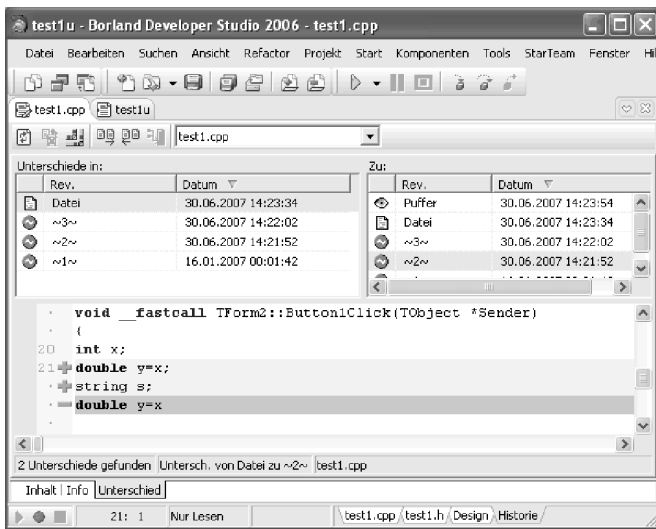 test1u - Borland Developer Studio 2006 - test1.cpp
Datei Bearbeiten Suchen Ansicht Refactor Projekt Start Komponenten Tools StarTeam Fenster
test1.cpp test1u
test1.cpp
Unterschiede in: Zu:
Rev. Datum Rev. Datum
Datei 30.06.2007 14:23:34 Puffer 30.06.2007 14:23:54
~3~ 30.06.2007 14:22:02 Datei 30.06.2007 14:23:34
~2~ 30.06.2007 14:21:52 ~3~ 30.06.2007 14:22:02
~1~ 16.01.2007 00:01:42 ~2~ 30.06.2007 14:21:52
void __fastcall TForm2::Button1Click(TObject *Sender)
{
20 int x;
21 double y=x;
string s;
double y=x
2 Unterschiede gefunden Untersch. von Datei zu ~2~ test1.cpp
Inhalt Info Unterschied
21: 1 Nur Lesen test1.cpp test1.h Design Historie